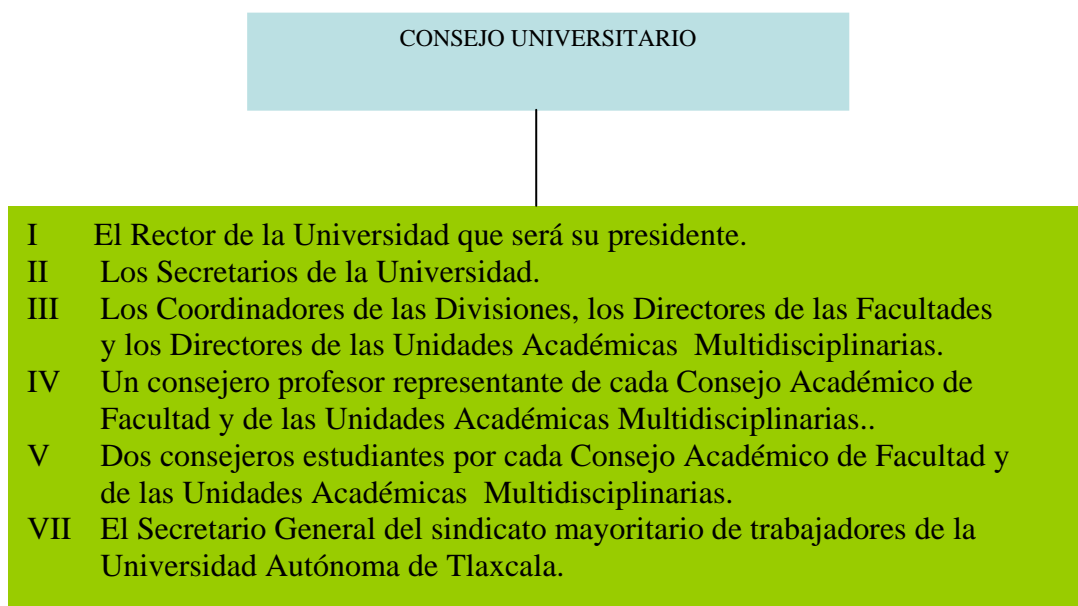 CONSEJO UNIVERSITARIO
I El Rector de la Universidad que será su presidente.
II Los Secretarios de la Universidad.
III Los Coordinadores de las Divisiones, los Directores de las Facultades
y los Directores de las Unidades Académicas Multidisciplinarias.
IV Un consejero profesor representante de cada Consejo Académico de
Facultad y de las Unidades Académicas Multidisciplinarias..
V Dos consejeros estudiantes por cada Consejo Académico de Facultad y
de las Unidades Académicas Multidisciplinarias.
VII El Secretario General del sindicato mayoritario de trabajadores de la
Universidad Autónoma de Tlaxcala.